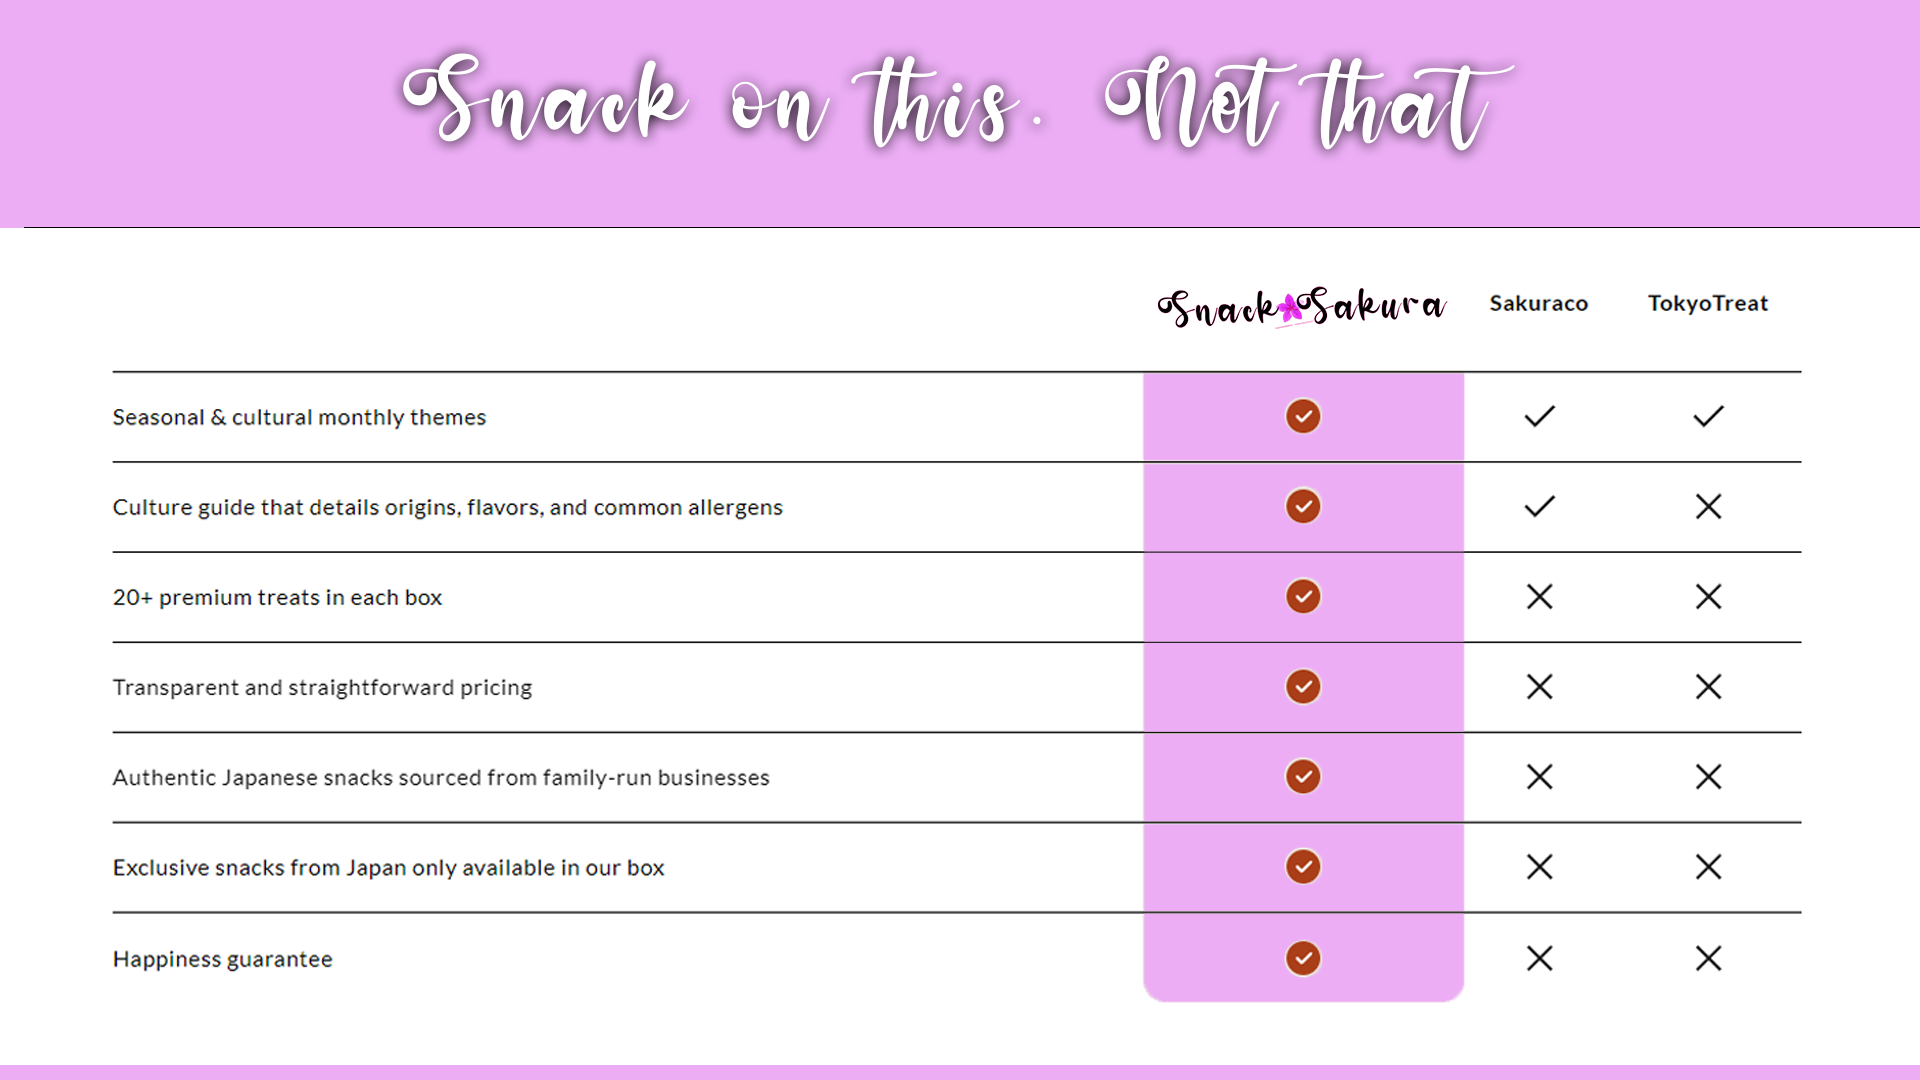 Snack on this. Not that
Snack Sakura Sakuraco TokyoTreat
Seasonal & cultural monthly themes
Culture guide that details origins, flavors, and common allergens
20+ premium treats in each box
Transparent and straightforward pricing
Authentic Japanese snacks sourced from family-run businesses
Exclusive snacks from Japan only available in our box
Happiness guarantee